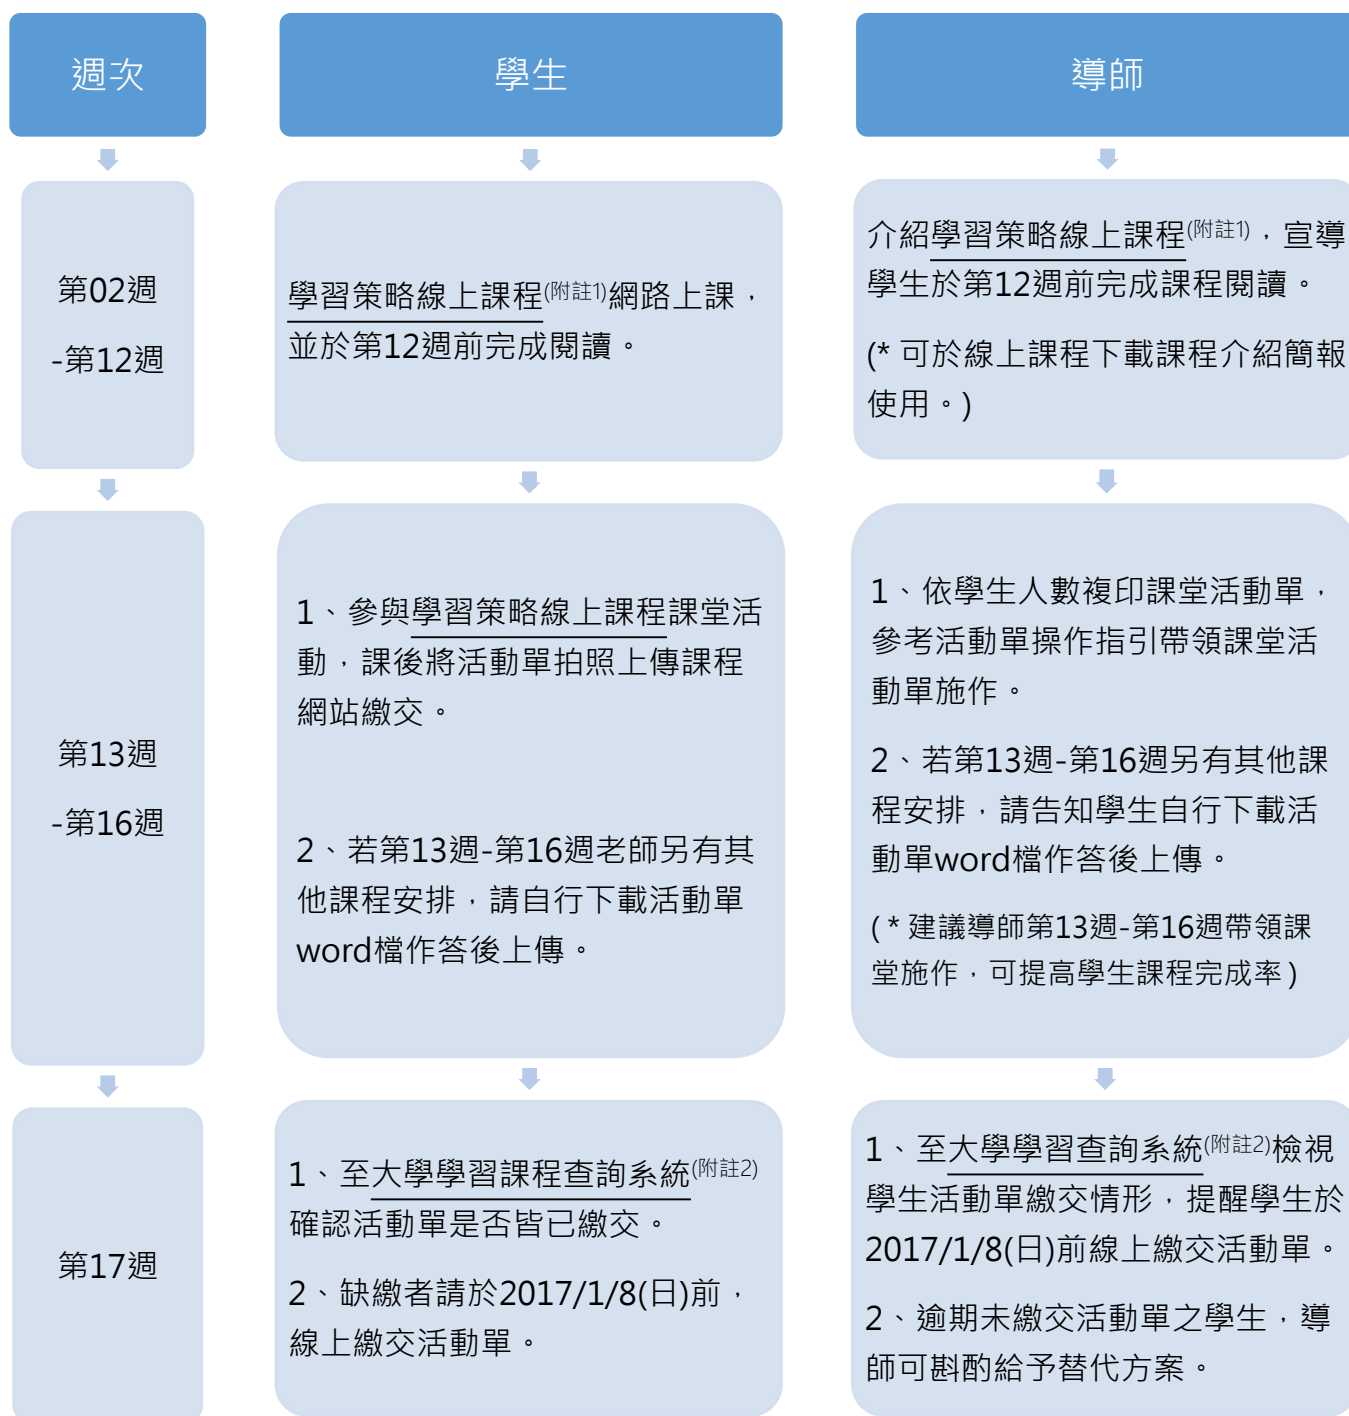 週次
學生
導師
第02週
-第12週
學習策略線上課程(附註1)網路上課，
並於第12週前完成閱讀。
介紹學習策略線上課程(附註1)，宣導
學生於第12週前完成課程閱讀。
(* 可於線上課程下載課程介紹簡報
使用。)
第13週
-第16週
1、參與學習策略線上課程課堂活
動，課後將活動單拍照上傳課程
網站繳交。
2、若第13週-第16週老師另有其
他課程安排，請自行下載活動單
word檔作答後上傳。
1、依學生人數複印課堂活動單，
參考活動單操作指引帶領課堂活
動單施作。
2、若第13週-第16週另有其他課
程安排，請告知學生自行下載活
動單word檔作答後上傳。
( * 建議導師第13週-第16週帶領課
堂施作，可提高學生課程完成率 )
第17週
1、至大學學習課程查詢系統(附註2)
確認活動單是否皆已繳交。
2、缺繳者請於2017/1/8(日)前，
線上繳交活動單。
1、至大學學習查詢系統(附註2)檢視
學生活動單繳交情形，提醒學生於
2017/1/8(日)前線上繳交活動單。
2、逾期未繳交活動單之學生，導
師可斟酌給予替代方案。